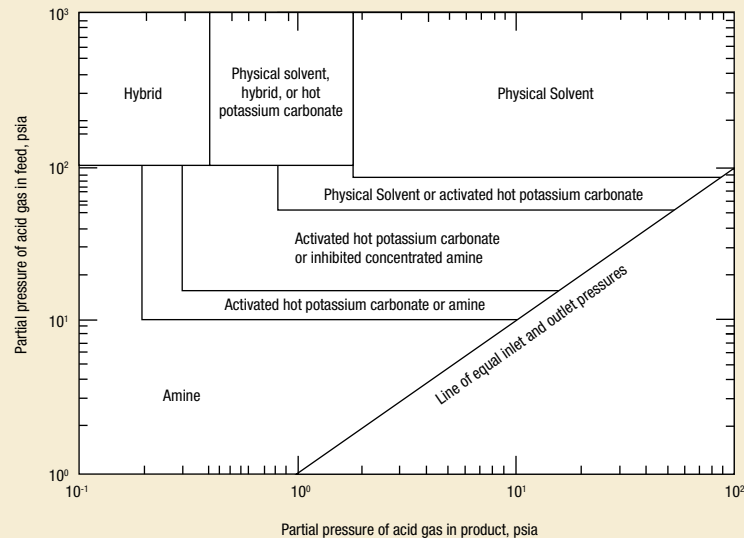 10³
10²
10¹
10⁰
Partial pressure of acid gas in feed, psia
Hybrid
Physical solvent,
hybrid, or hot
potassium carbonate
Physical Solvent
Physical Solvent or activated hot potassium carbonate
Activated hot potassium carbonate
or inhibited concentrated amine
Activated hot potassium carbonate or amine
Line of equal inlet and outlet pressures
Amine
10⁻¹ 10⁰ 10¹ 10²
Partial pressure of acid gas in product, psia